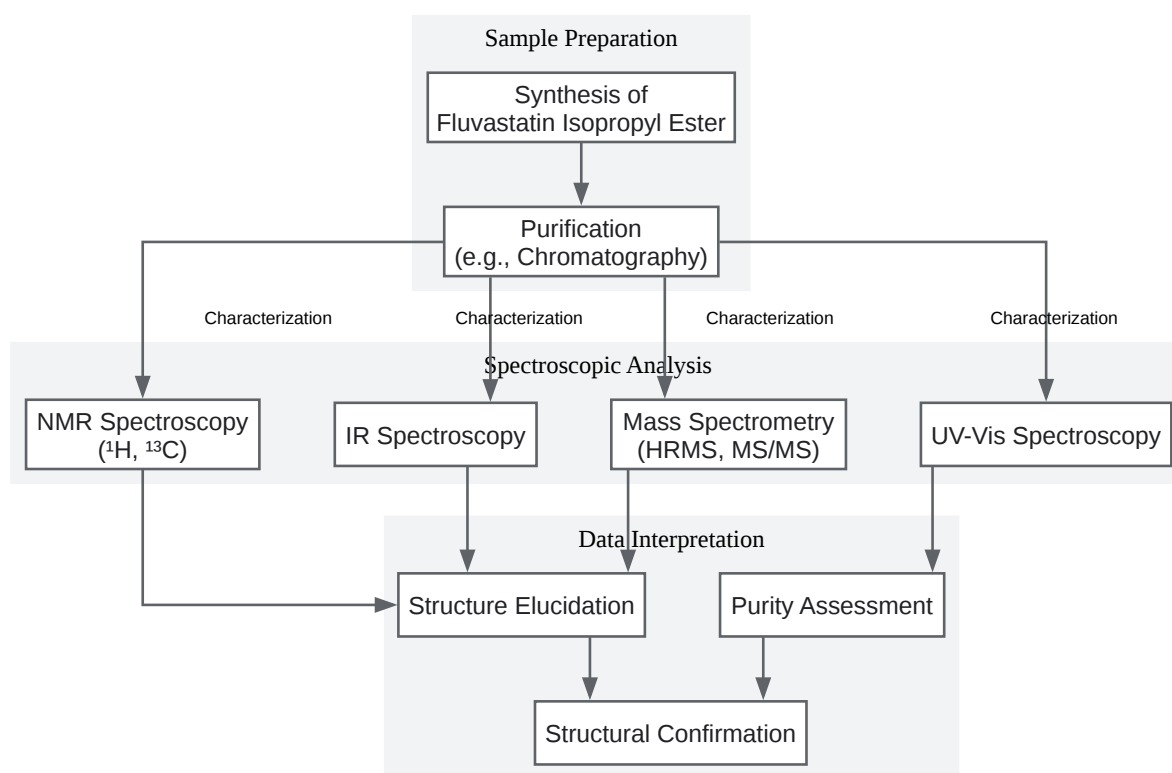 Sample Preparation
Synthesis of
Fluvastatin Isopropyl Ester
Purification
(e.g., Chromatography)
Characterization
Characterization
Characterization
Characterization
Spectroscopic Analysis
NMR Spectroscopy
(¹H, ¹³C)
IR Spectroscopy
Mass Spectrometry
(HRMS, MS/MS)
UV-Vis Spectroscopy
Data Interpretation
Structure Elucidation
Purity Assessment
Structural Confirmation